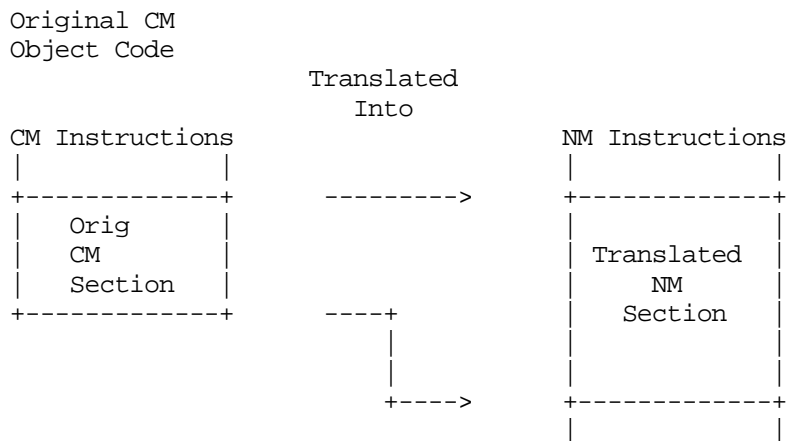 Original CM
Object Code
Translated
Into
CM Instructions NM Instructions
Orig
CM Translated
Section NM
Section